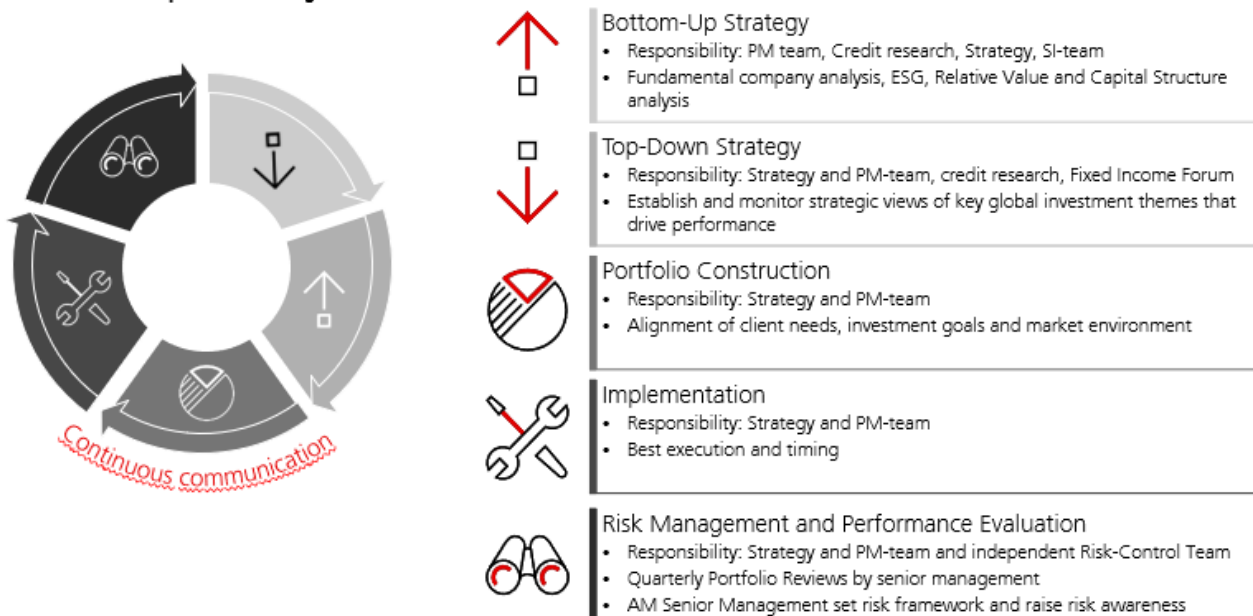 Continuous communication
Bottom-Up Strategy
• Responsibility: PM team, Credit research, Strategy, SI-team
• Fundamental company analysis, ESG, Relative Value and Capital Structure
analysis
Top-Down Strategy
• Responsibility: Strategy and PM-team, credit research, Fixed Income Forum
• Establish and monitor strategic views of key global investment themes that
drive performance
Portfolio Construction
• Responsibility: Strategy and PM-team
• Alignment of client needs, investment goals and market environment
Implementation
• Responsibility: Strategy and PM-team
• Best execution and timing
Risk Management and Performance Evaluation
• Responsibility: Strategy and PM-team and independent Risk-Control Team
• Quarterly Portfolio Reviews by senior management
• AM Senior Management set risk framework and raise risk awareness